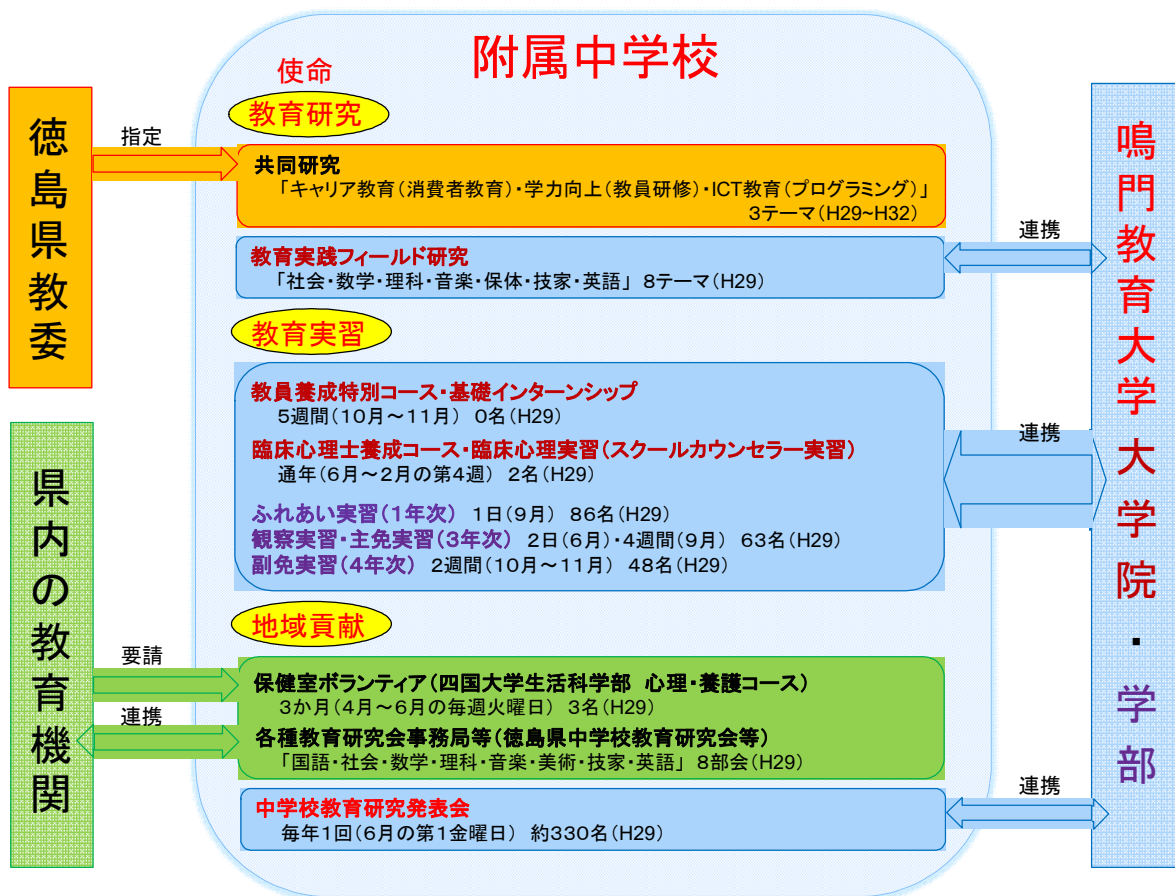 附属中学校
使命
教育研究
徳島県教委
指定
共同研究
「キャリア教育(消費者教育)・学力向上(教員研修)・ICT教育(プログラミング)」
3テーマ(H29~H32)
教育実践フィールド研究
「社会・数学・理科・音楽・保体・技家・英語」 8テーマ(H29)
連携
鳴門教育大学大学院・学部
教育実習
教員養成特別コース・基礎インターンシップ
5週間(10月～11月) 0名(H29)
臨床心理士養成コース・臨床心理実習(スクールカウンセラー実習)
通年(6月～2月の第4週) 2名(H29)
ふれあい実習(1年次) 1日(9月) 86名(H29)
観察実習・主免実習(3年次) 2日(6月)・4週間(9月) 63名(H29)
副免実習(4年次) 2週間(10月～11月) 48名(H29)
連携
県内の教育機関
地域貢献
要請
保健室ボランティア(四国大学生活科学部 心理・養護コース)
3か月(4月～6月の毎週火曜日) 3名(H29)
連携
各種教育研究会事務局等(徳島県中学校教育研究会等)
「国語・社会・数学・理科・音楽・美術・技家・英語」 8部会(H29)
中学校教育研究発表会
毎年1回(6月の第1金曜日) 約330名(H29)
連携